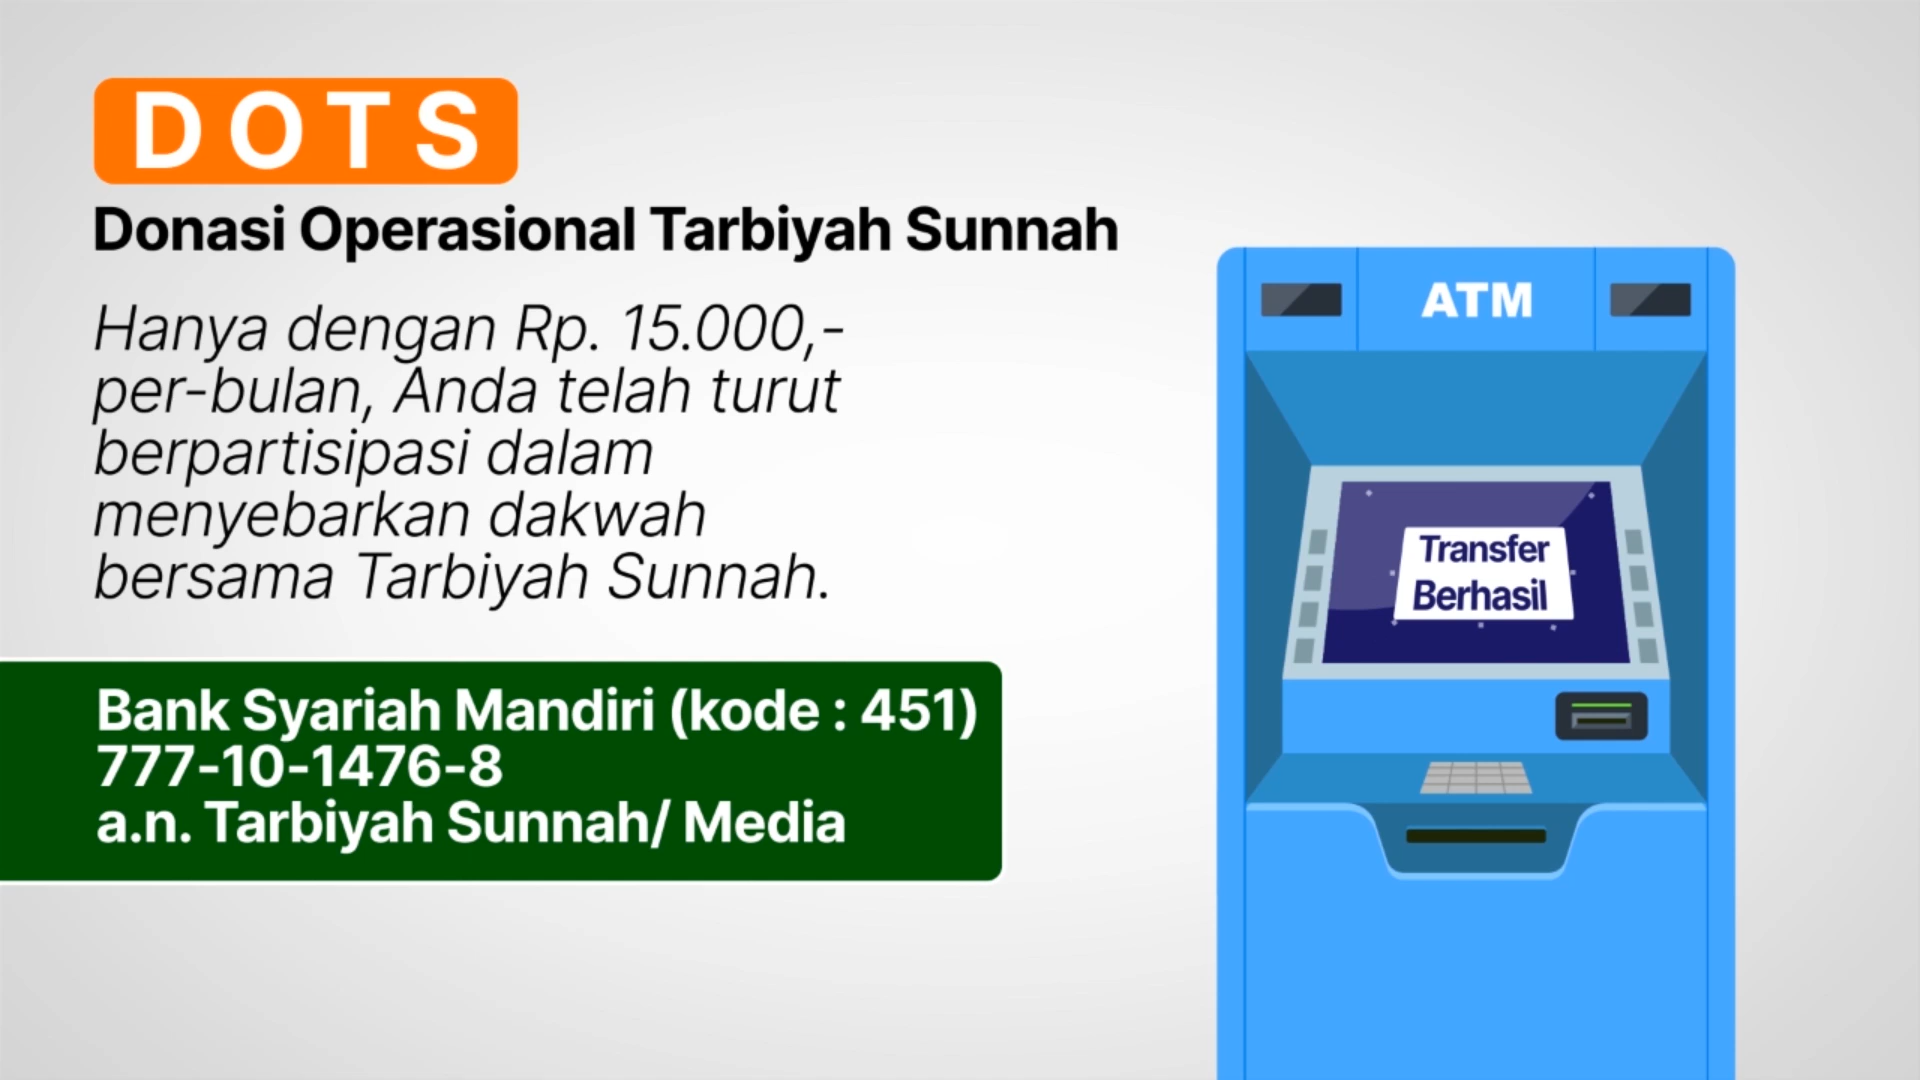 DOTS
Donasi Operasional Tarbiyah Sunnah
Hanya dengan Rp. 15.000,-
per-bulan, Anda telah turut
berpartisipasi dalam
menyebarkan dakwah
bersama Tarbiyah Sunnah.
Bank Syariah Mandiri (kode : 451)
777-10-1476-8
a.n. Tarbiyah Sunnah/ Media
ATM
Transfer
Berhasil